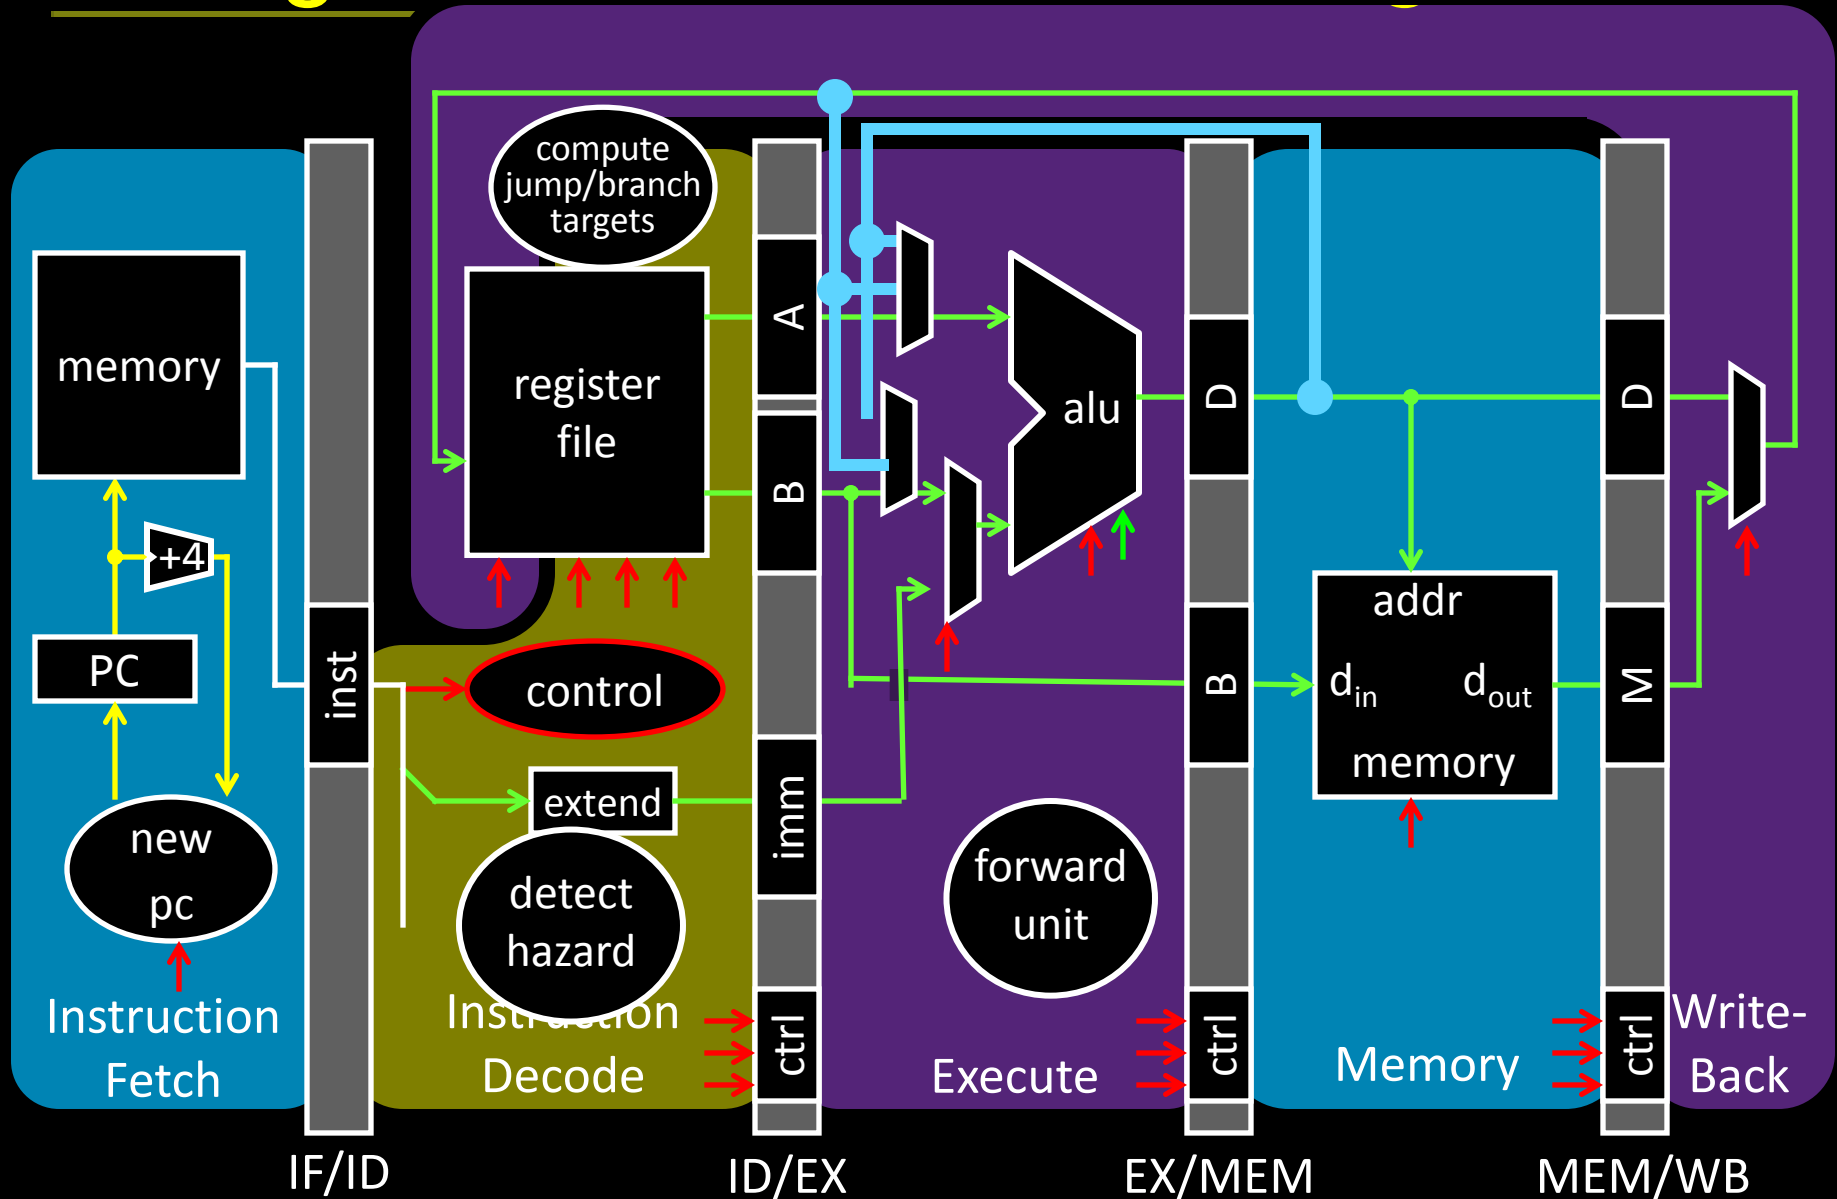 compute
jump/branch
targets
memory
register
file
A
B
alu
D
D
+4
PC
inst
control
extend
imm
B
addr
d_in
d_out
memory
M
new
pc
detect
hazard
forward
unit
Instruction
Fetch
Instruction
Decode
ctrl
Execute
ctrl
Memory
ctrl
Write-
Back
IF/ID
ID/EX
EX/MEM
MEM/WB